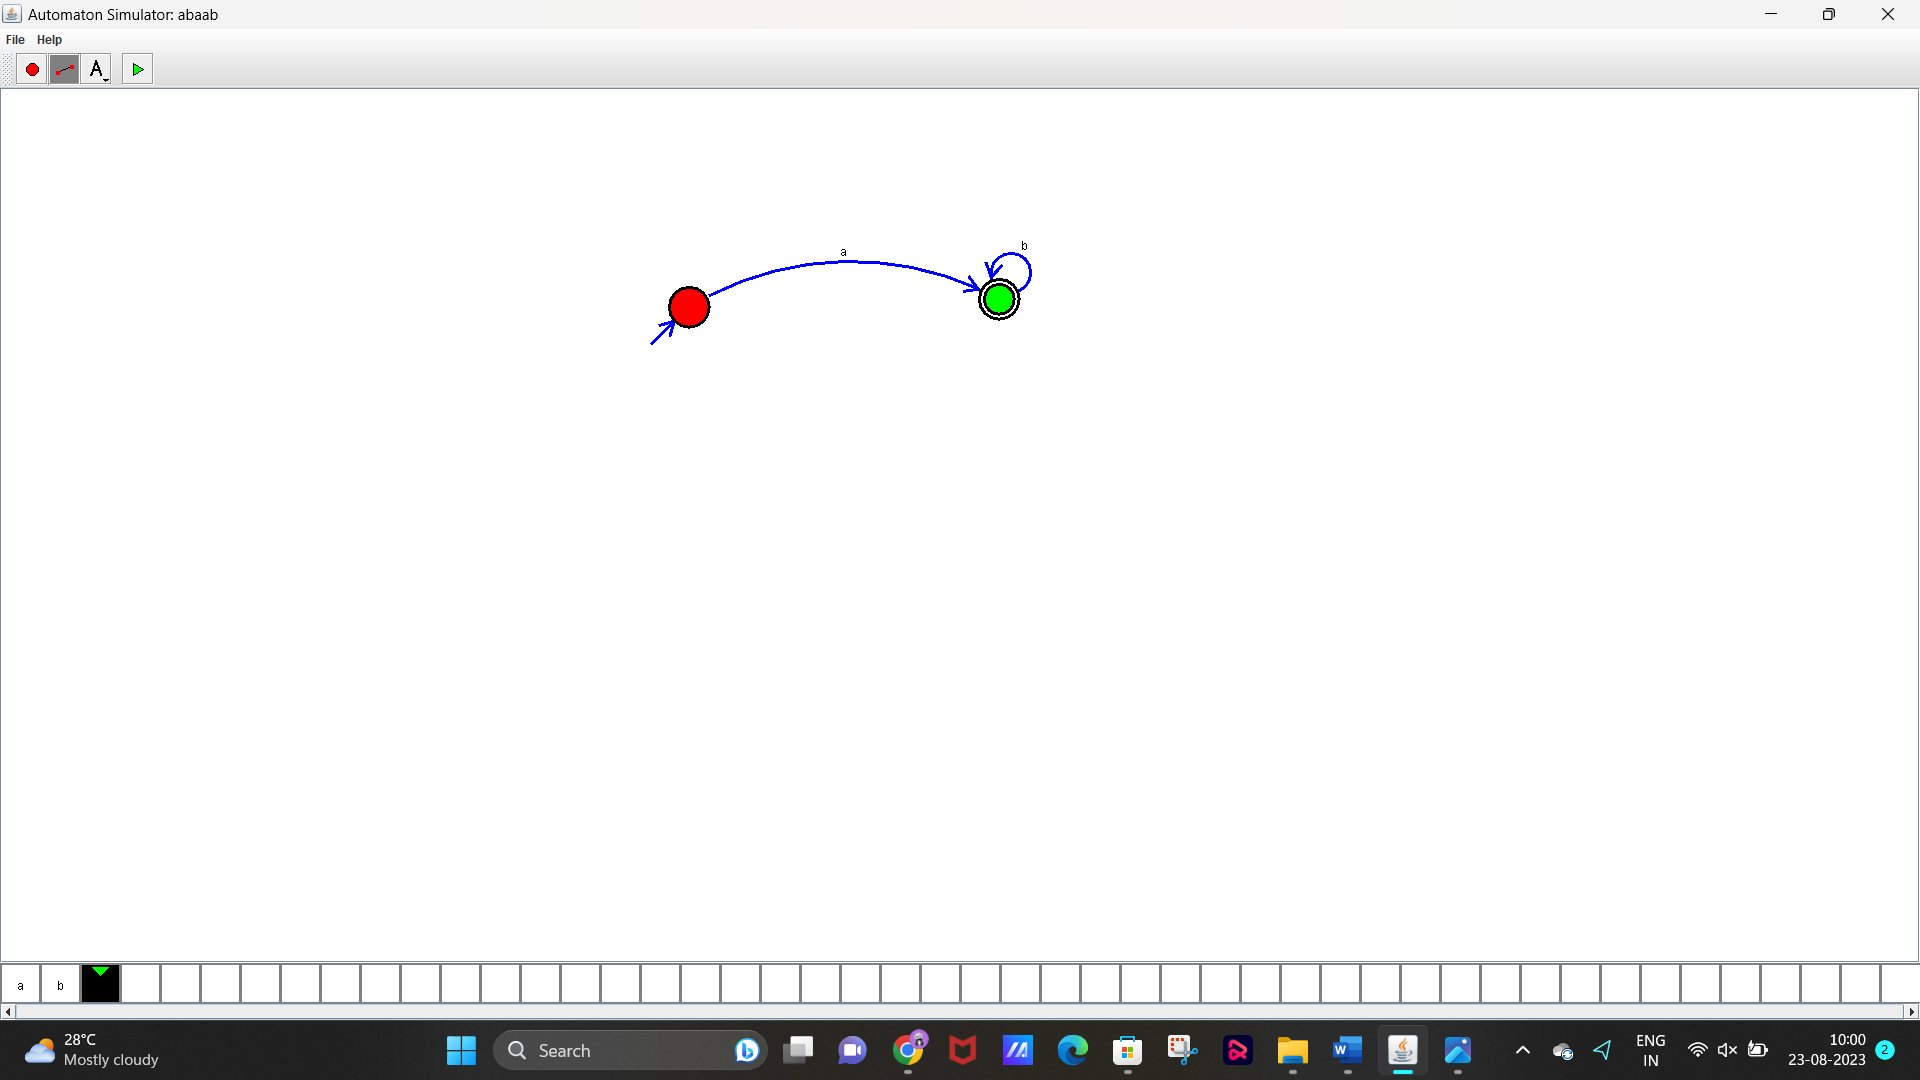 Automaton Simulator: abaab
File Help
A
b
a
a b
28°C
Mostly cloudy
Search
ENG
IN
10:00
23-08-2023
2